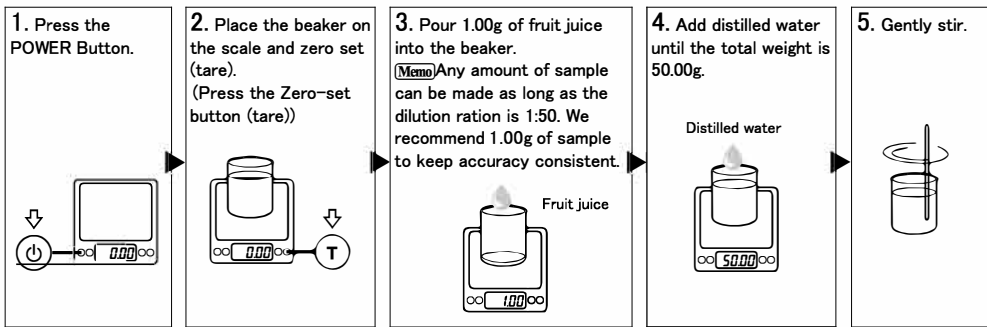 1. Press the
POWER Button.
0.00
2. Place the beaker on
the scale and zero set
(tare).
(Press the Zero-set
button (tare))
0.00
T
3. Pour 1.00g of fruit juice
into the beaker.
Memo Any amount of sample
can be made as long as the
dilution ration is 1:50. We
recommend 1.00g of sample
to keep accuracy consistent.
Fruit juice
1.00
4. Add distilled water
until the total weight is
50.00g.
Distilled water
50.00
5. Gently stir.